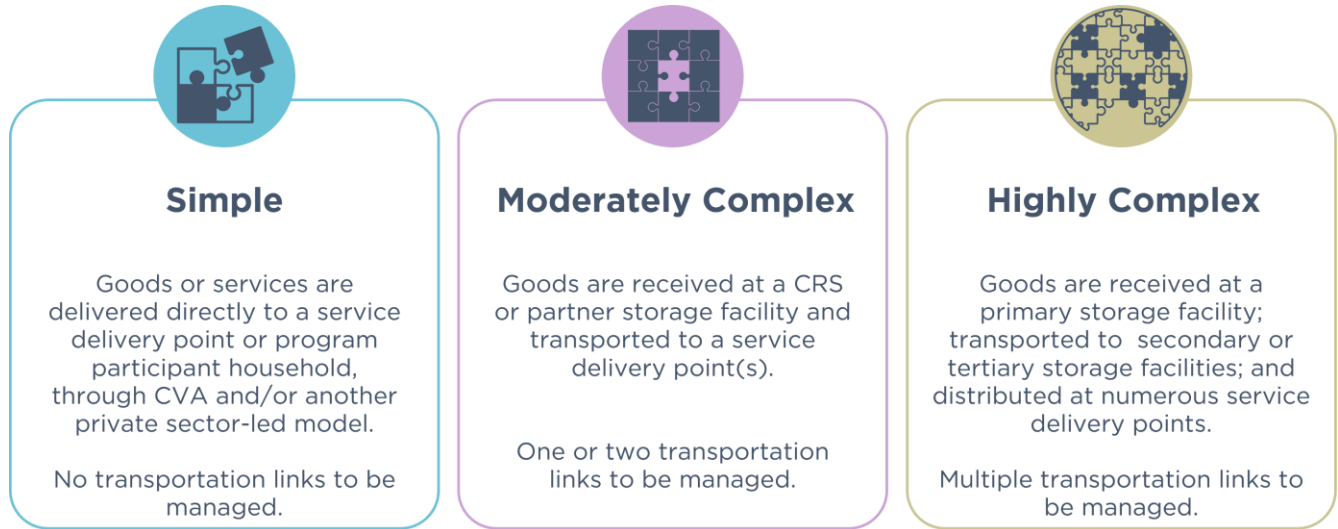 Simple
Goods or services are
delivered directly to a service
delivery point or program
participant household,
through CVA and/or another
private sector-led model.
No transportation links to be
managed.
Moderately Complex
Goods are received at a CRS
or partner storage facility and
transported to a service
delivery point(s).
One or two transportation
links to be managed.
Highly Complex
Goods are received at a
primary storage facility;
transported to secondary or
tertiary storage facilities; and
distributed at numerous service
delivery points.
Multiple transportation links to
be managed.